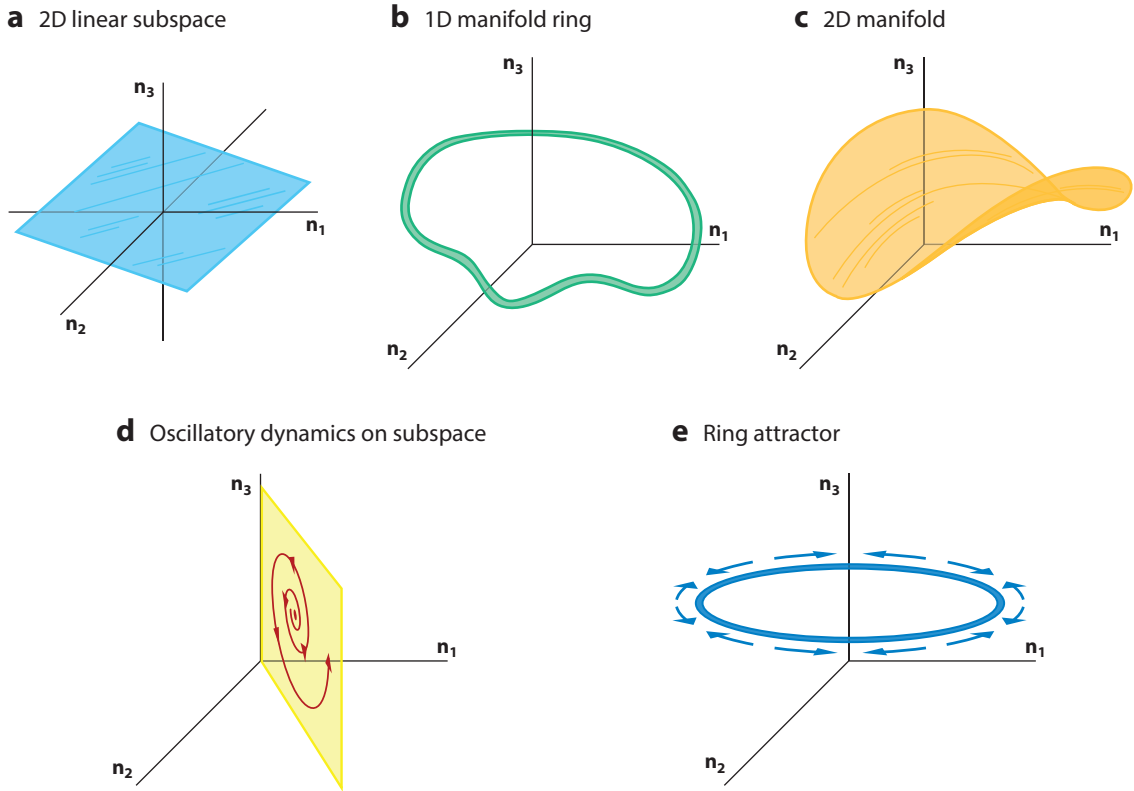 a 2D linear subspace
n3
n1
n2
b 1D manifold ring
n3
n1
n2
c 2D manifold
n3
n1
n2
d Oscillatory dynamics on subspace
n3
n1
n2
e Ring attractor
n3
n1
n2